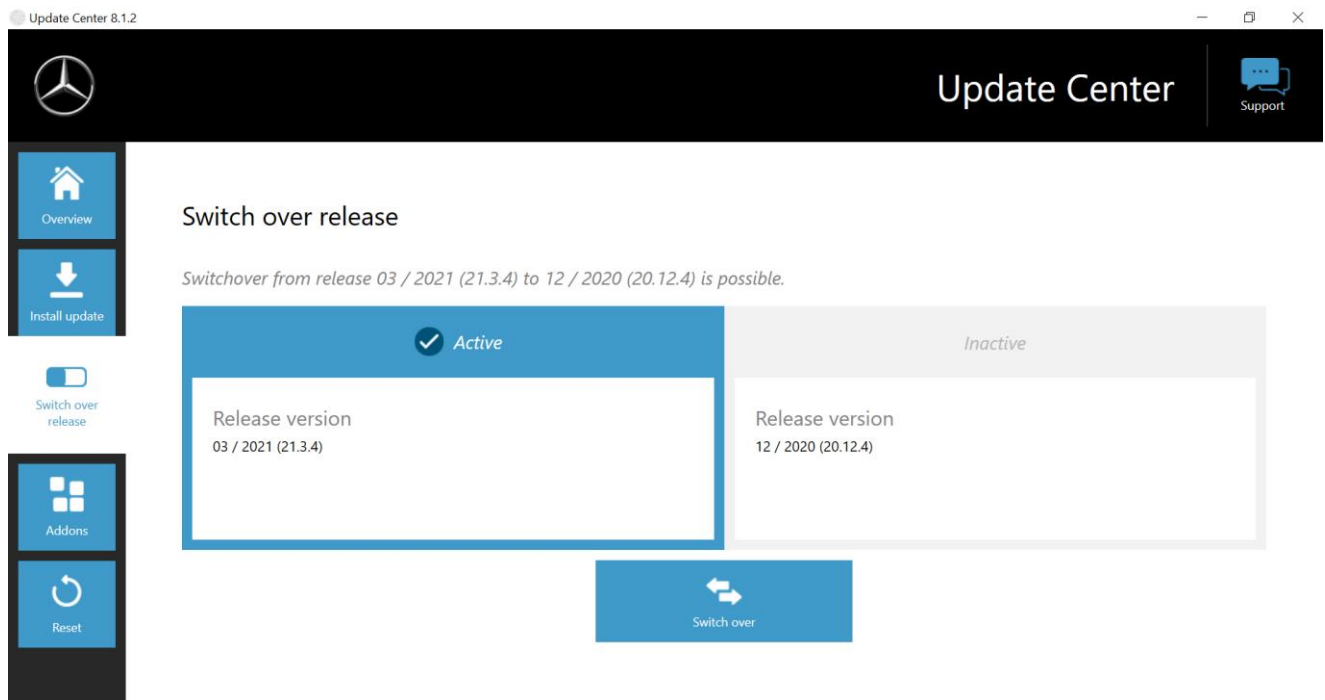 Update Center 8.1.2
Update Center
Support
Overview
Install update
Switch over
release
Addons
Reset
Switch over release
Switchover from release 03 / 2021 (21.3.4) to 12 / 2020 (20.12.4) is possible.
Active
Inactive
Release version
03 / 2021 (21.3.4)
Release version
12 / 2020 (20.12.4)
Switch over